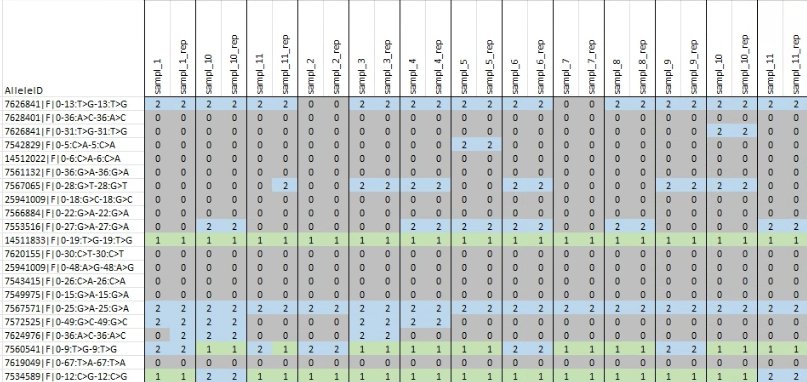 AlleleID sampl_1 sampl_1_rep sampl_10 sampl_10_rep sampl_11 sampl_11_rep sampl_2 sampl_2_rep sampl_3 sampl_3_rep sampl_4 sampl_4_rep sampl_5 sampl_5_rep sampl_6 sampl_6_rep sampl_7 sampl_7_rep sampl_8 sampl_8_rep sampl_9 sampl_9_rep sampl_10 sampl_10_rep sampl_11 sampl_11_rep
7626841|F|0-13:T>G-13:T>G 2 2 2 2 2 2 0 0 2 2 2 2 2 2 2 2 0 0 2 2 2 2 2 2 2 2
7628401|F|0-36:A>C-36:A>C 0 0 0 0 0 0 0 0 0 0 0 0 0 0 0 0 0 0 0 0 0 0 0 0 0 0
7626841|F|0-31:T>G-31:T>G 0 0 0 0 0 0 0 0 0 0 0 0 0 0 0 0 0 0 0 0 0 0 2 2 0 0
7542829|F|0-5:C>A-5:C>A 0 0 0 0 0 0 0 0 0 0 0 0 2 2 0 0 0 0 0 0 0 0 0 0 0 0
14512022|F|0-6:C>A-6:C>A 0 0 0 0 0 0 0 0 0 0 0 0 0 0 0 0 0 0 0 0 0 0 0 0 0 0
7561132|F|0-36:G>A-36:G>A 0 0 0 0 0 0 0 0 0 0 0 0 0 0 0 0 0 0 0 0 0 0 0 0 0 0
7567065|F|0-28:G>T-28:G>T 0 0 0 0 0 2 0 0 2 2 2 2 0 0 2 2 0 0 0 0 2 2 2 2 0 0
25941009|F|0-18:G>C-18:G>C 0 0 0 0 0 0 0 0 0 0 0 0 0 0 0 0 0 0 0 0 0 0 0 0 0 0
7566884|F|0-22:G>A-22:G>A 0 0 0 0 0 0 0 0 0 0 0 0 0 0 0 0 0 0 0 0 0 0 0 0 0 0
7553516|F|0-27:G>A-27:G>A 0 0 2 2 0 0 0 0 0 0 2 2 2 2 2 2 0 0 2 2 0 0 0 0 2 2
14511833|F|0-19:T>G-19:T>G 1 1 1 1 1 1 1 1 1 1 1 1 1 1 1 1 1 1 1 1 1 1 1 1 1 1
7620155|F|0-30:C>T-30:C>T 0 0 0 0 0 0 0 0 0 0 0 0 0 0 0 0 0 0 0 0 0 0 0 0 0 0
25941009|F|0-48:A>G-48:A>G 0 0 0 0 0 0 0 0 0 0 0 0 0 0 0 0 0 0 0 0 0 0 0 0 0 0
7543415|F|0-26:C>A-26:C>A 0 0 0 0 0 0 0 0 0 0 0 0 0 0 0 0 0 0 0 0 0 0 0 0 0 0
7549975|F|0-15:G>A-15:G>A 0 0 0 0 0 0 0 0 0 0 0 0 0 0 0 0 0 0 0 0 0 0 0 0 0 0
7567571|F|0-25:G>A-25:G>A 2 2 2 2 2 2 2 2 2 2 2 2 2 2 2 2 2 2 2 2 2 2 2 2 2 2
7572525|F|0-49:G>C-49:G>C 2 2 2 2 0 0 0 0 2 2 2 2 0 0 0 0 0 0 0 0 0 0 0 0 0 0
7624976|F|0-36:A>C-36:A>C 0 2 2 2 0 0 0 0 2 2 0 0 0 0 0 0 0 0 0 0 0 0 0 0 0 0
7560541|F|0-9:T>G-9:T>G 2 2 1 1 2 1 2 2 1 1 1 1 1 1 2 2 1 1 1 1 2 2 1 1 1 1
7619049|F|0-67:T>A-67:T>A 0 0 0 0 0 0 0 0 0 0 0 0 0 0 0 0 0 0 0 0 0 0 0 0 0 0
7534589|F|0-12:C>G-12:C>G 1 1 2 2 1 1 1 1 1 1 1 1 1 1 1 1 1 1 1 1 1 1 1 1 2 2